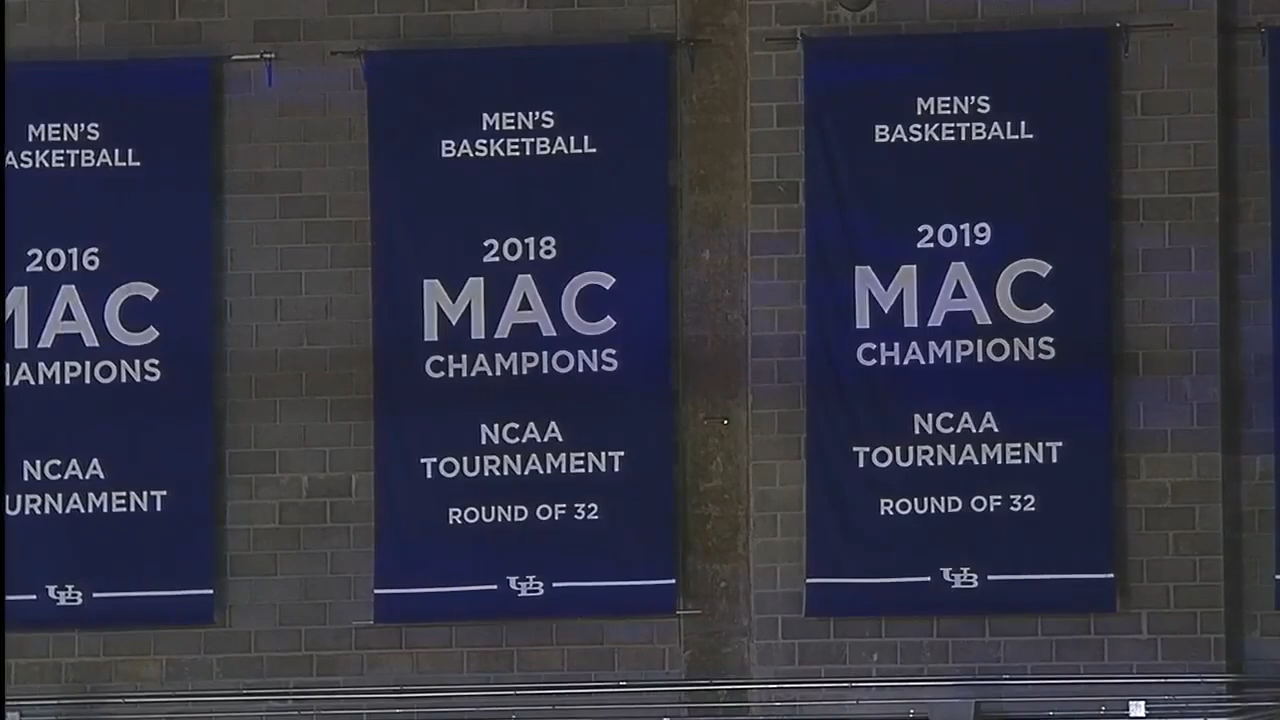 MEN'S
ASKETBALL
2016
MAC
HAMPIONS
NCAA
URNAMENT
UB
MEN'S
BASKETBALL
2018
MAC
CHAMPIONS
NCAA
TOURNAMENT
ROUND OF 32
UB
MEN'S
BASKETBALL
2019
MAC
CHAMPIONS
NCAA
TOURNAMENT
ROUND OF 32
UB